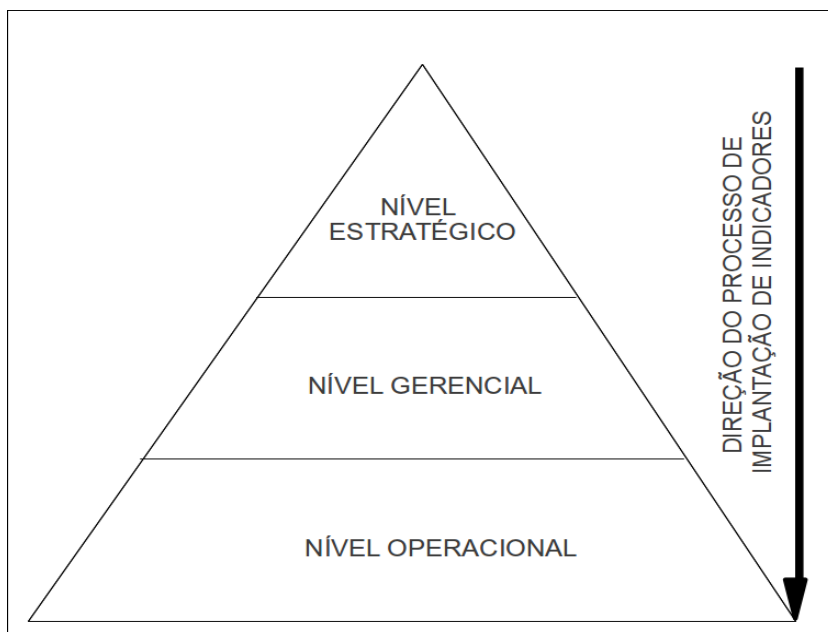 NÍVEL
ESTRATÉGICO
NÍVEL GERENCIAL
NÍVEL OPERACIONAL
DIREÇÃO DO PROCESSO DE
IMPLANTAÇÃO DE INDICADORES